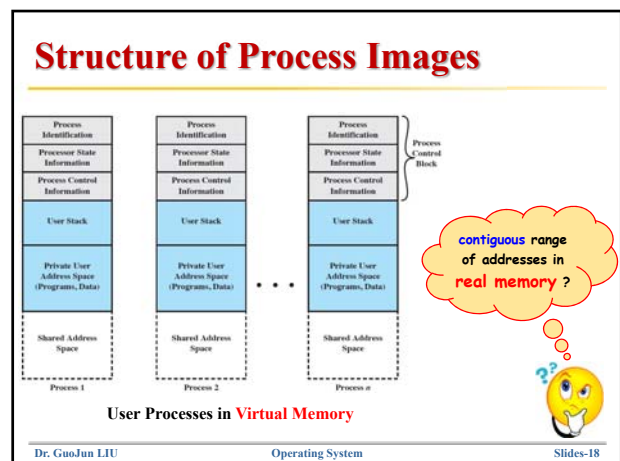 Structure of Process Images
Process
Identification
Processor State
Information
Process Control
Information
User Stack
Private User
Address Space
(Programs, Data)
Shared Address
Space
Process 1
Process
Identification
Processor State
Information
Process Control
Information
User Stack
Private User
Address Space
(Programs, Data)
Shared Address
Space
Process 2
• • •
Process
Identification
Processor State
Information
Process Control
Information
User Stack
Private User
Address Space
(Programs, Data)
Shared Address
Space
Process n
Process
Control
Block
contiguous range
of addresses in
real memory ?
??
User Processes in Virtual Memory
Dr. GuoJun LIU
Operating System
Slides-18